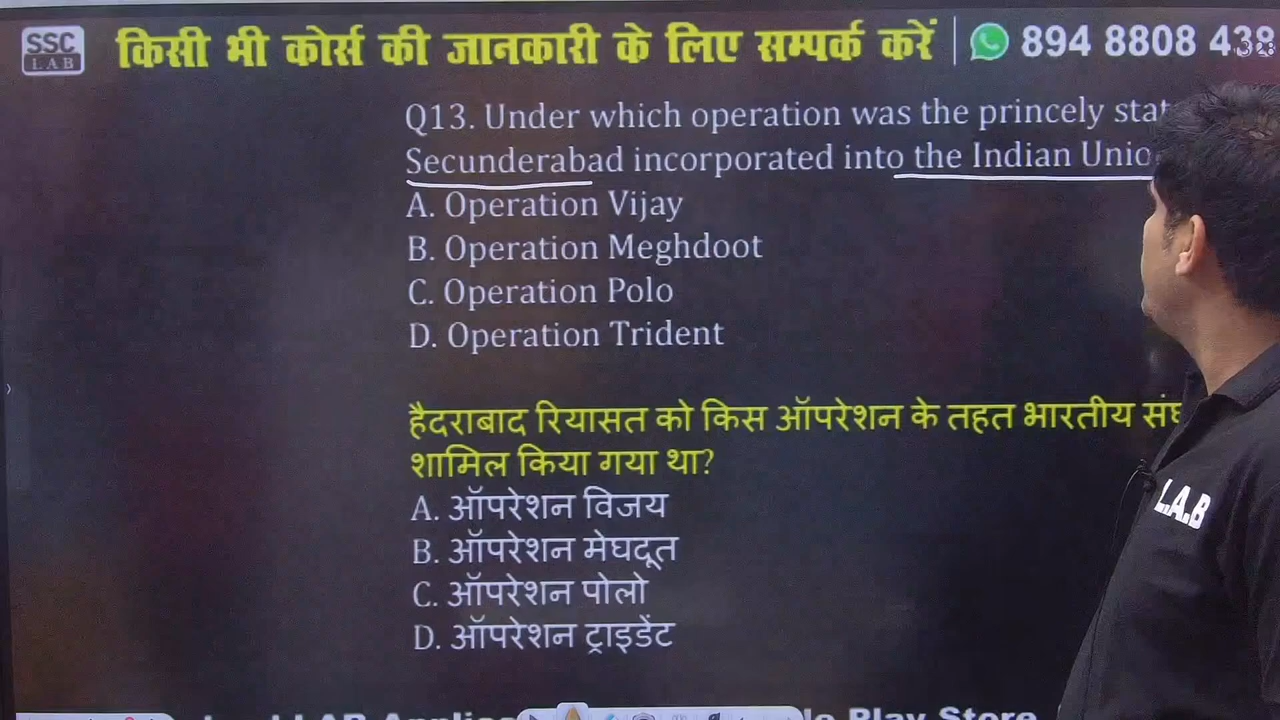 SSC
LAB
किसी भी कोर्स की जानकारी के लिए सम्पर्क करें
894 8808 438
Q13. Under which operation was the princely
Secunderabad incorporated into the Indian
A. Operation Vijay
B. Operation Meghdoot
C. Operation Polo
D. Operation Trident
हैदराबाद रियासत को किस ऑपरेशन के तहत भारतीय
शामिल किया गया था?
A. ऑपरेशन विजय
B. ऑपरेशन मेघदूत
C. ऑपरेशन पोलो
D. ऑपरेशन ट्राइडेंट
L.A.B
Play Store